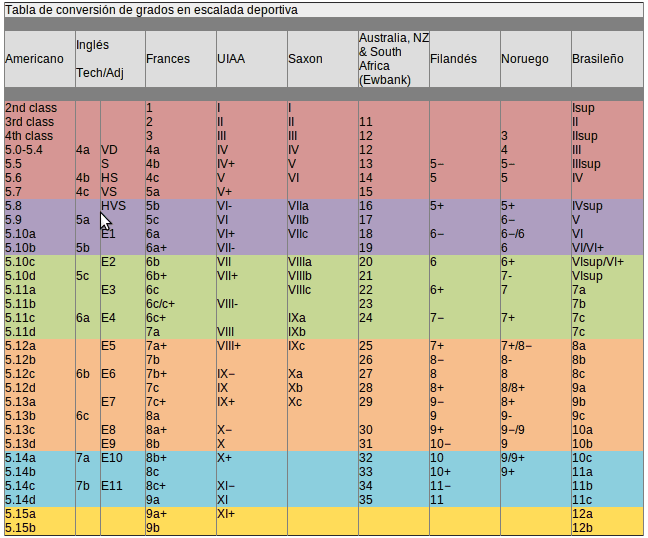 Tabla de conversión de grados en escalada deportiva
Americano Inglés Tech/Adj Frances UIAA Saxon Australia, NZ & South Africa (Ewbank) Filandés Noruego Brasileño
2nd class 1 I I Isup
3rd class 2 II II 11 II
4th class 3 III III 12 3 IIsup
5.0-5.4 4a VD 4a IV IV 12 4 III
5.5 S 4b IV+ V 13 5− 5− IIIsup
5.6 4b HS 4c V VI 14 5 5 IV
5.7 4c VS 5a V+ 15
5.8 HVS 5b VI- VIIa 16 5+ 5+ IVsup
5.9 5a 5c VI VIIb 17 6− V
5.10a E1 6a VI+ VIIc 18 6− 6−/6 VI
5.10b 5b 6a+ VII- 19 6 VI/VI+
5.10c E2 6b VII VIIIa 20 6 6+ VIsup/VI+
5.10d 5c 6b+ VII+ VIIIb 21 7- VIsup
5.11a E3 6c VIIIc 22 6+ 7 7a
5.11b 6c/c+ VIII- 23 7b
5.11c 6a E4 6c+ IXa 24 7− 7+ 7c
5.11d 7a VIII IXb 7c
5.12a E5 7a+ VIII+ IXc 25 7+ 7+/8− 8a
5.12b 7b 26 8− 8- 8b
5.12c 6b E6 7b+ IX− Xa 27 8 8 8c
5.12d 7c IX Xb 28 8+ 8/8+ 9a
5.13a E7 7c+ IX+ Xc 29 9− 8+ 9b
5.13b 6c 8a 9 9- 9c
5.13c E8 8a+ X− 30 9+ 9−/9 10a
5.13d E9 8b X 31 10− 9 10b
5.14a 7a E10 8b+ X+ 32 10 9/9+ 10c
5.14b 8c 33 10+ 9+ 11a
5.14c 7b E11 8c+ XI− 34 11− 11b
5.14d 9a XI 35 11 11c
5.15a 9a+ XI+ 12a
5.15b 9b 12b